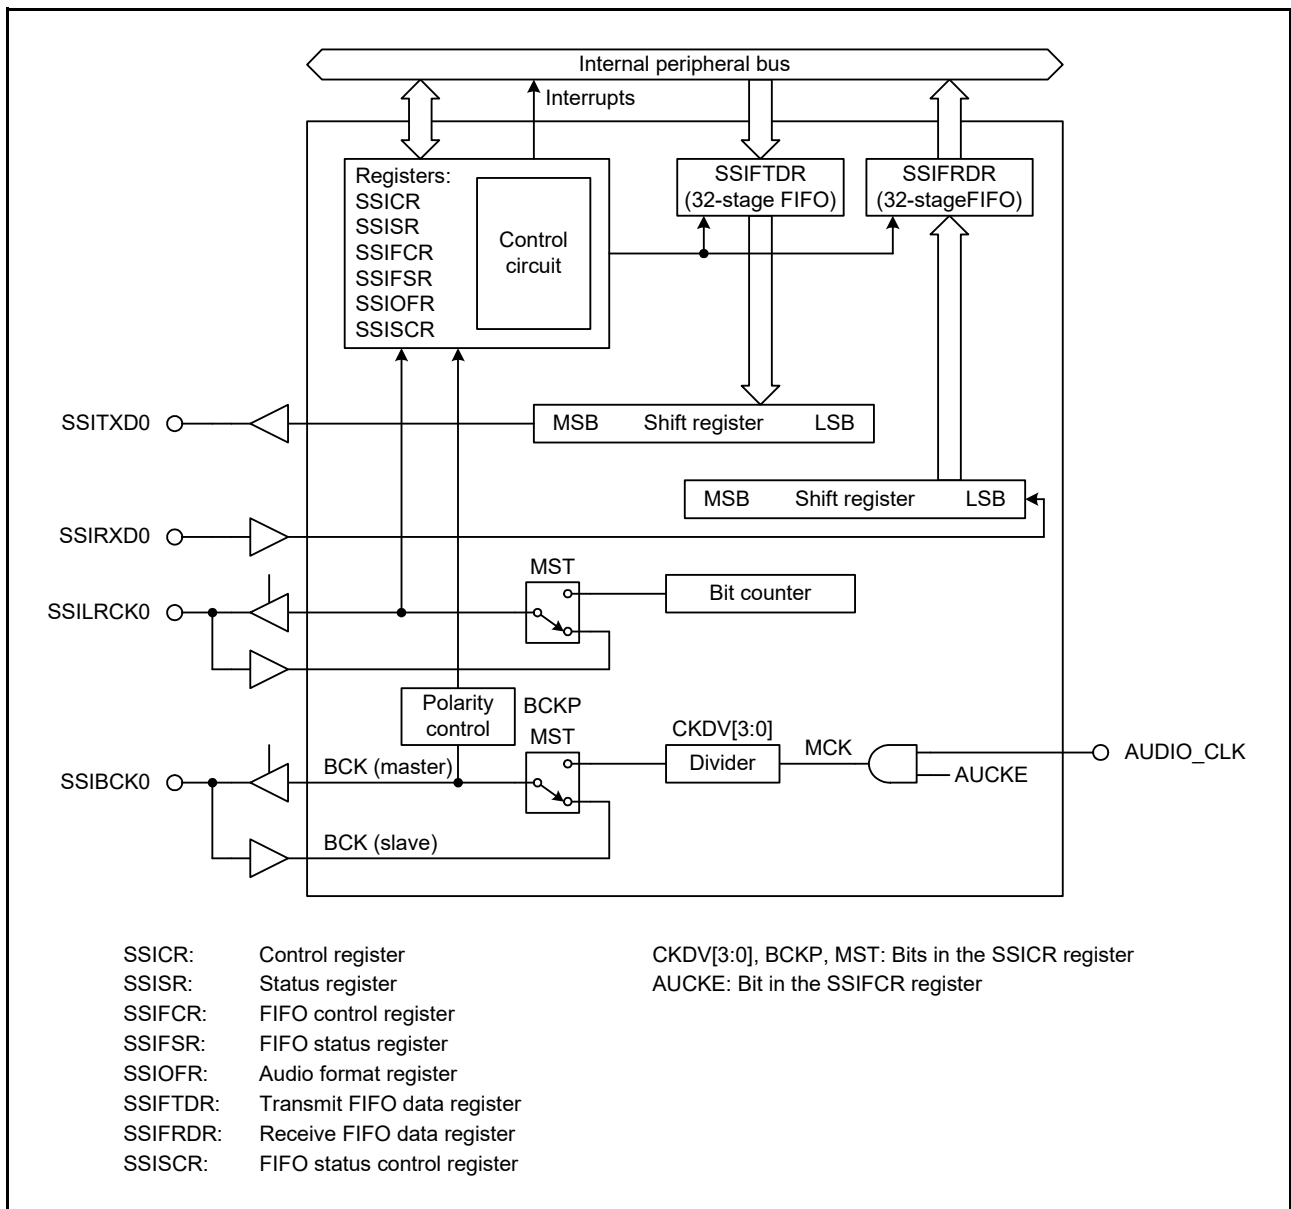 Internal peripheral bus
Interrupts
Registers:
SSICR
SSISR
SSIFCR
SSIFSR
SSIOFR
SSISCR
Control
circuit
SSIFTDR
(32-stage FIFO)
SSIFRDR
(32-stageFIFO)
SSITXD0
MSB Shift register LSB
MSB Shift register LSB
SSIRXD0
MST
Bit counter
SSILRCK0
Polarity
control
BCKP
MST
CKDV[3:0]
Divider
MCK
AUDIO_CLK
AUCKE
SSIBCK0
BCK (master)
BCK (slave)
SSICR: Control register
SSISR: Status register
SSIFCR: FIFO control register
SSIFSR: FIFO status register
SSIOFR: Audio format register
SSIFTDR: Transmit FIFO data register
SSIFRDR: Receive FIFO data register
SSISCR: FIFO status control register
CKDV[3:0], BCKP, MST: Bits in the SSICR register
AUCKE: Bit in the SSIFCR register